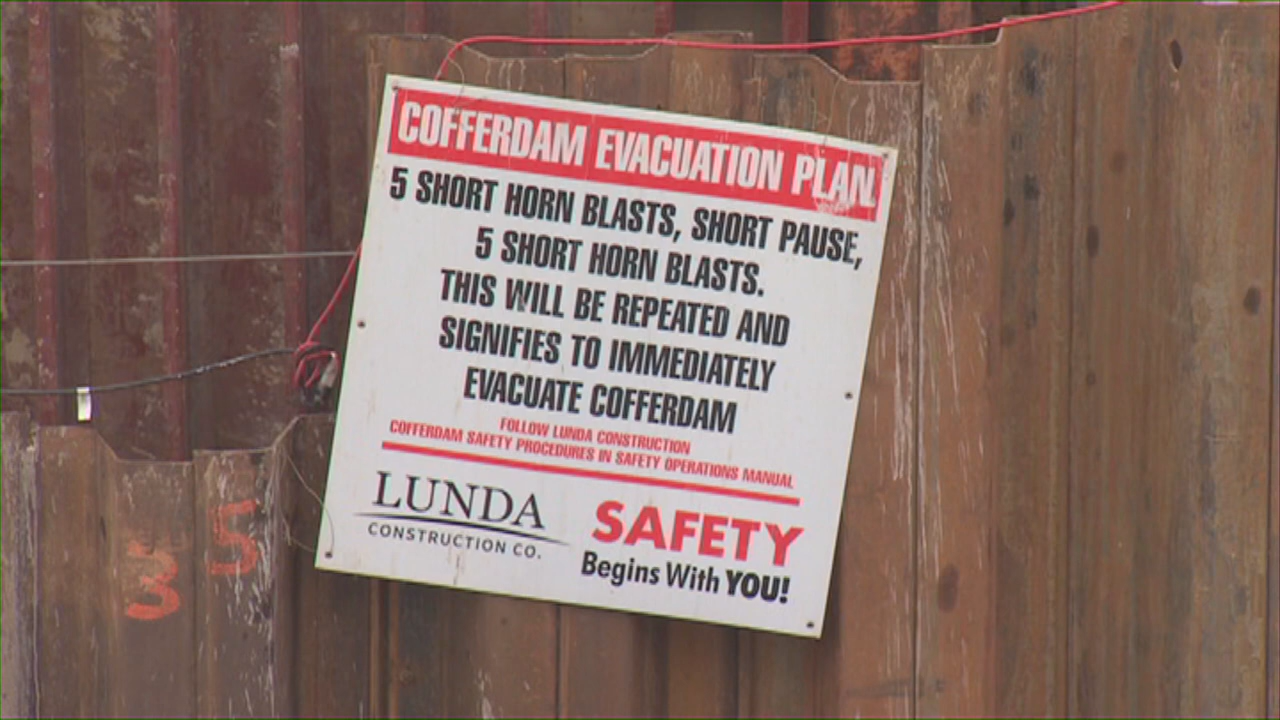 COFFERDAM EVACUATION PLAN
5 SHORT HORN BLASTS, SHORT PAUSE,
5 SHORT HORN BLASTS.
THIS WILL BE REPEATED AND
SIGNIFIES TO IMMEDIATELY
EVACUATE COFFERDAM
FOLLOW LUNDA CONSTRUCTION
COFFERDAM SAFETY PROCEDURES IN SAFETY OPERATIONS MANUAL
LUNDA
CONSTRUCTION CO.
SAFETY
Begins With YOU!
5
3